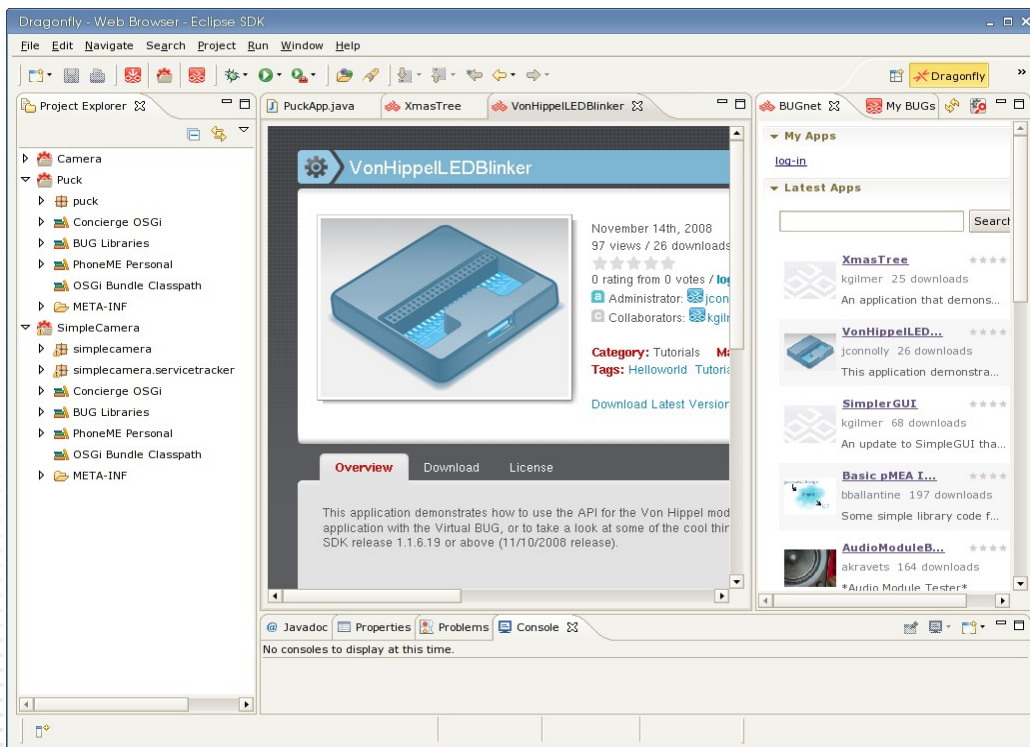 Dragonfly - Web Browser - Eclipse SDK
File Edit Navigate Search Project Run Window Help
Dragonfly
Project Explorer
Camera
Puck
puck
Concierge OSGi
BUG Libraries
PhoneME Personal
OSGi Bundle Classpath
META-INF
SimpleCamera
simplecamera
simplecamera.servicetracker
Concierge OSGi
BUG Libraries
PhoneME Personal
OSGi Bundle Classpath
META-INF
PuckApp.java XmasTree VonHippelLEDBlinker
VonHippelLEDBlinker
November 14th, 2008
97 views / 26 downloads
0 rating from 0 votes / log
Administrator: jcon
Collaborators: kgilm
Category: Tutorials Ma
Tags: Helloworld Tutoria
Download Latest Version
Overview Download License
This application demonstrates how to use the API for the Von Hippel mod
application with the Virtual BUG, or to take a look at some of the cool thin
SDK release 1.1.6.19 or above (11/10/2008 release).
BUGnet My BUGs
My Apps
log-in
Latest Apps
Search
XmasTree
kgilmer 25 downloads
An application that demons...
VonHippelLED...
jconnolly 26 downloads
This application demonstra...
SimplerGUI
kgilmer 68 downloads
An update to SimpleGUI tha...
Basic pMEA I...
bballantine 197 downloads
Some simple library code f...
AudioModuleB...
akravets 164 downloads
*Audio Module Tester*
@ Javadoc Properties Problems Console
No consoles to display at this time.